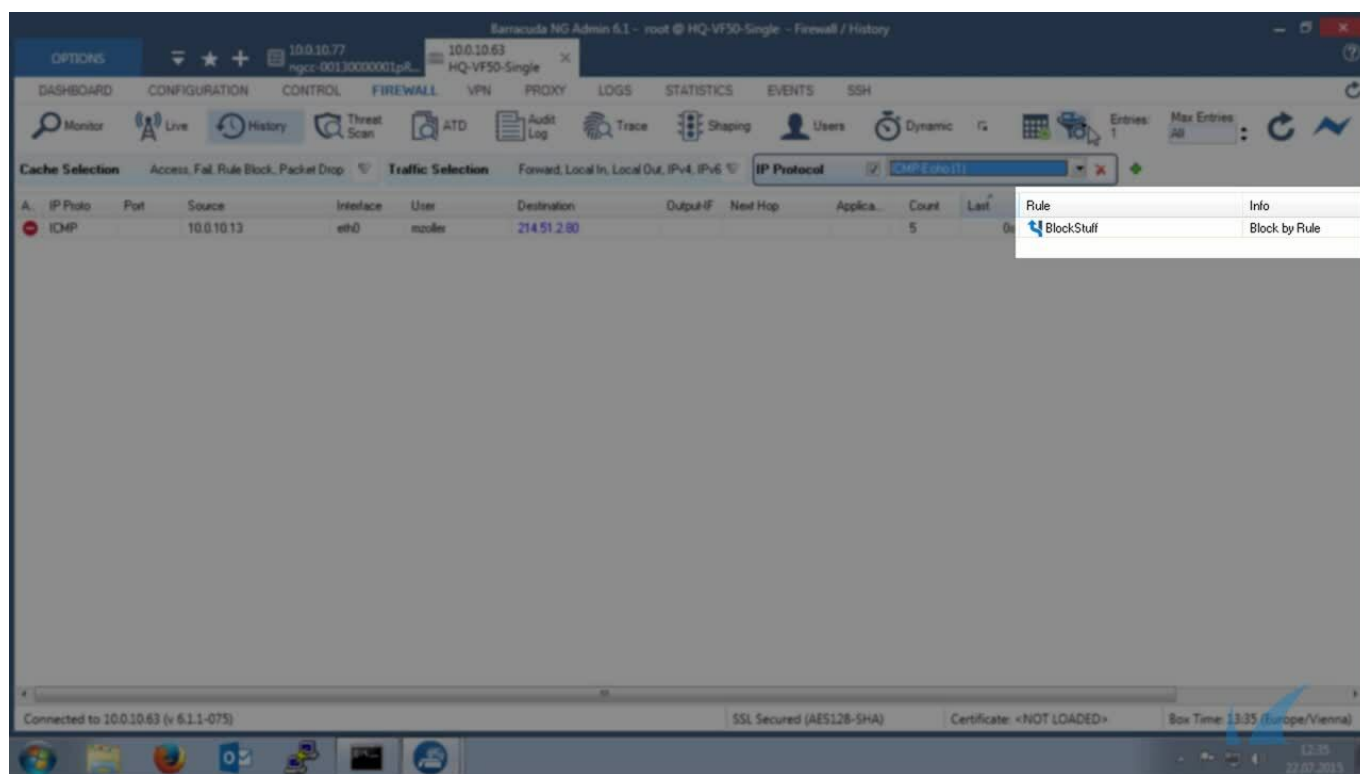 Barracuda NG Admin 6.1 - root @ HQ-VF50-Single - Firewall / History
OPTIONS
10.0.10.77
ngcc-00130000001pR...
10.0.10.63
HQ-VF50-Single
DASHBOARD CONFIGURATION CONTROL FIREWALL VPN PROXY LOGS STATISTICS EVENTS SSH
Monitor Live History Threat Scan ATD Audit Log Trace Shaping Users Dynamic Entries: 1 Max Entries: All
Cache Selection Access, Fail, Rule Block, Packet Drop Traffic Selection Forward, Local In, Local Out, IPv4, IPv6 IP Protocol ICMP-Echo [1]
A.. IP Proto Port Source Interface User Destination Output-IF Next Hop Applica... Count Last Rule Info
ICMP 10.0.10.13 eth0 mzoller 214.51.2.80 5 BlockStuff Block by Rule
Connected to 10.0.10.63 (v 6.1.1-075) SSL Secured (AES128-SHA) Certificate: <NOT LOADED> Box Time: 13:35 (Europe/Vienna)
12:35
22.07.2015